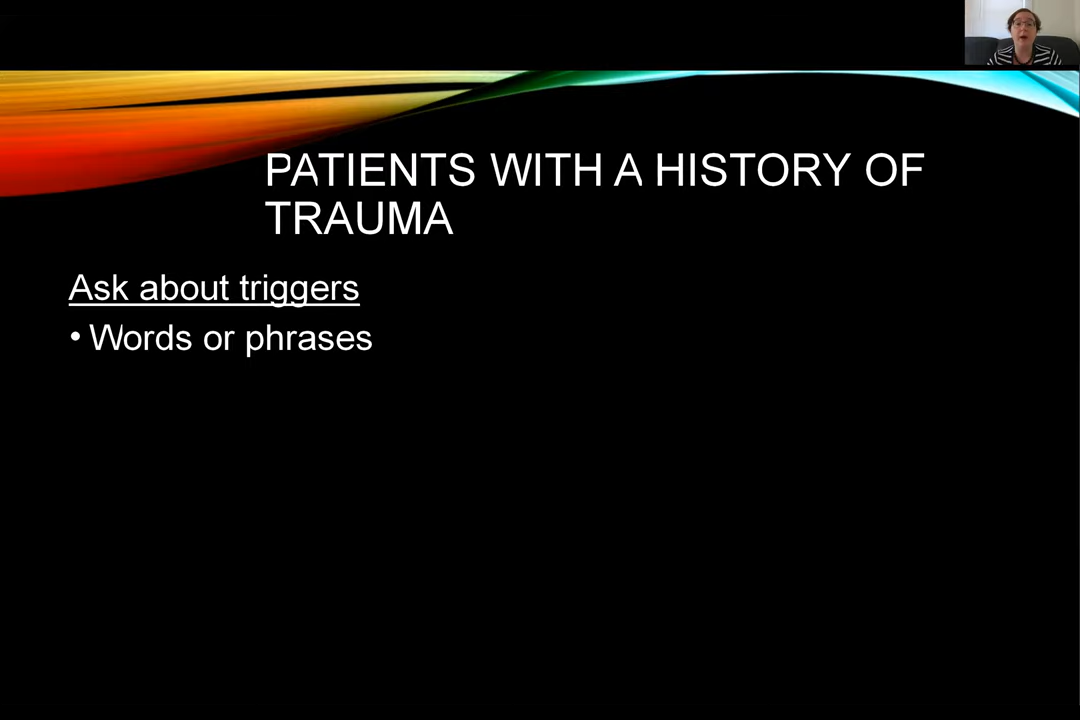 PATIENTS WITH A HISTORY OF
TRAUMA
Ask about triggers
• Words or phrases